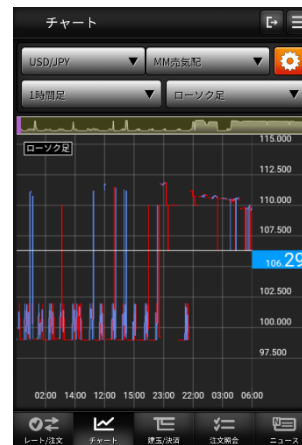 チャート
USD/JPY ▼
MM売気配 ▼
1時間足 ▼
ローソク足 ▼
ローソク足
115.000
110.000
107.500
106.29
102.500
100.000
97.500
02:00 14:00 12:00 15:00 23:00 22:00 03:00 06:00
レート/注文
チャート
建玉/決済
注文照会
ニュース